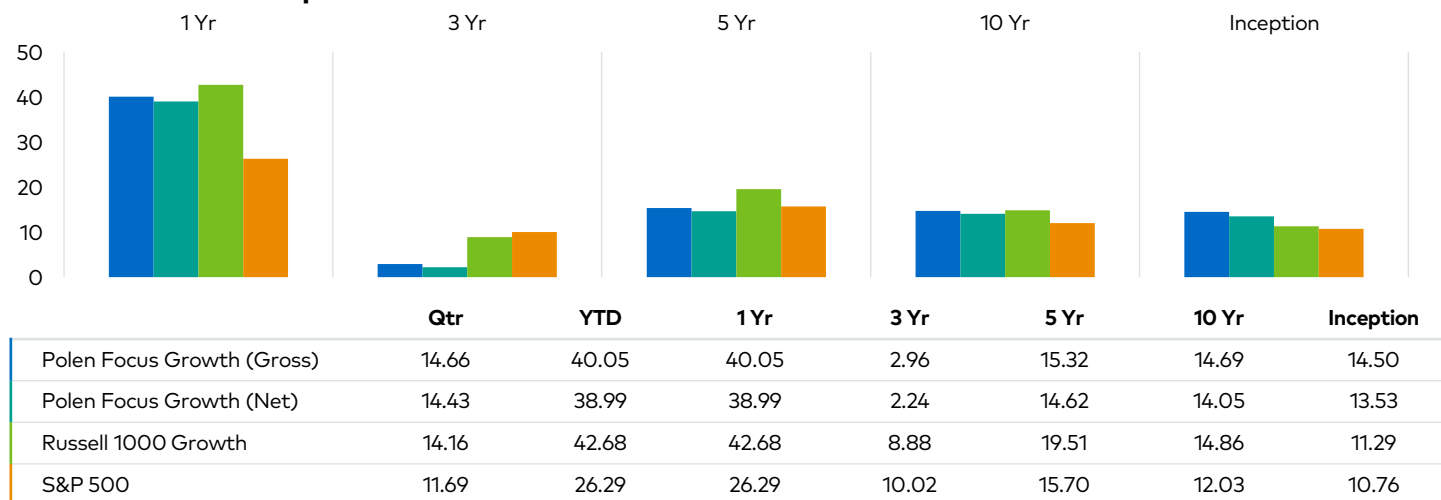 1 Yr 3 Yr 5 Yr 10 Yr Inception
50
40
30
20
10
0
Qtr YTD 1 Yr 3 Yr 5 Yr 10 Yr Inception
Polen Focus Growth (Gross) 14.66 40.05 40.05 2.96 15.32 14.69 14.50
Polen Focus Growth (Net) 14.43 38.99 38.99 2.24 14.62 14.05 13.53
Russell 1000 Growth 14.16 42.68 42.68 8.88 19.51 14.86 11.29
S&P 500 11.69 26.29 26.29 10.02 15.70 12.03 10.76